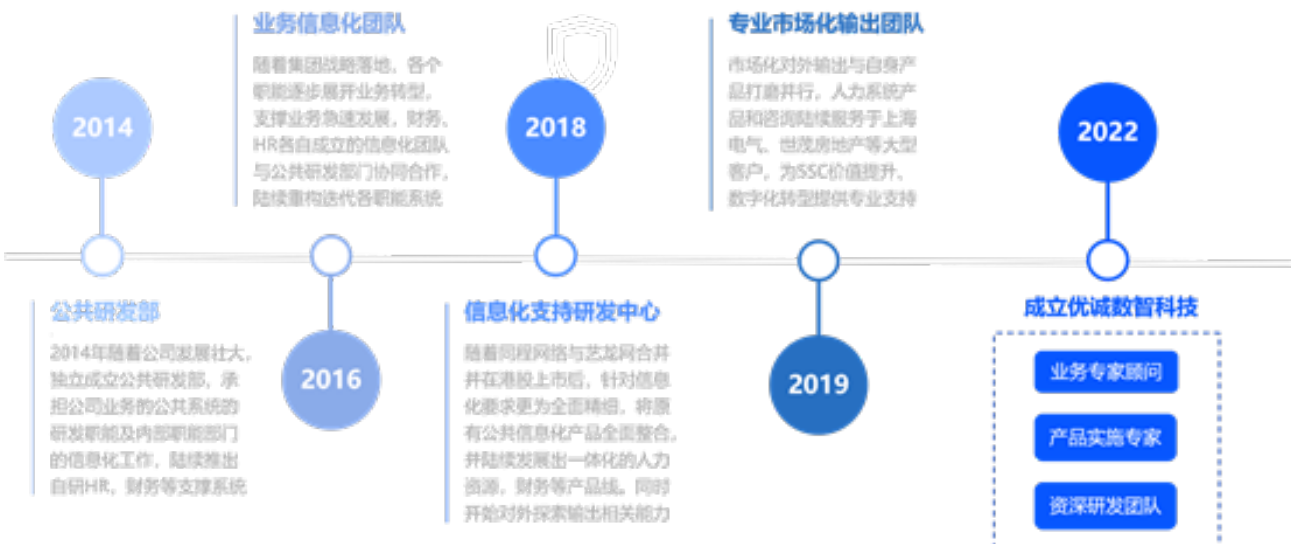 2014
公共研发部
2014年随着公司发展壮大，
独立成立公共研发部，承
担公司业务的公共系统的
研发职能及内部职能部门
的信息化工作，陆续推出
自研HR，财务等支撑系统
业务信息化团队
随着集团战略落地，各个
职能逐步展开业务转型，
支撑业务急速发展，财务、
HR各自成立的信息化团队
与公共研发部门协同合作，
陆续重构迭代各职能系统
2016
2018
信息化支持研发中心
随着同程网络与艺龙网合并
并在港股上市后，针对信息
化要求更为全面精细，将原
有公共信息化产品全面整合，
并陆续发展出一体化的人力
资源，财务等产品线。同时
开始对外探索输出相关能力
专业市场化输出团队
市场化对外输出与自身产
品打磨并行，人力系统产
品和咨询陆续服务于上海
电气、世茂房地产等大型
客户，为SSC价值提升、
数字化转型提供专业支持
2019
2022
成立优诚数智科技
业务专家顾问
产品实施专家
资深研发团队